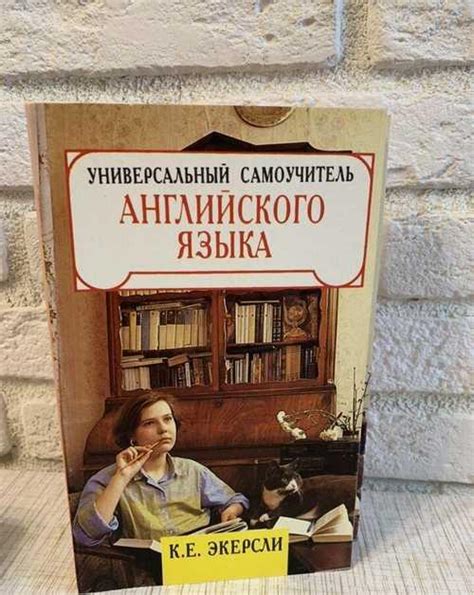 УНИВЕРСАЛЬНЫЙ САМОУЧИТЕЛЬ
АНГЛИЙСКОГО
ЯЗЫКА
К.Е. ЭКЕРСЛИ